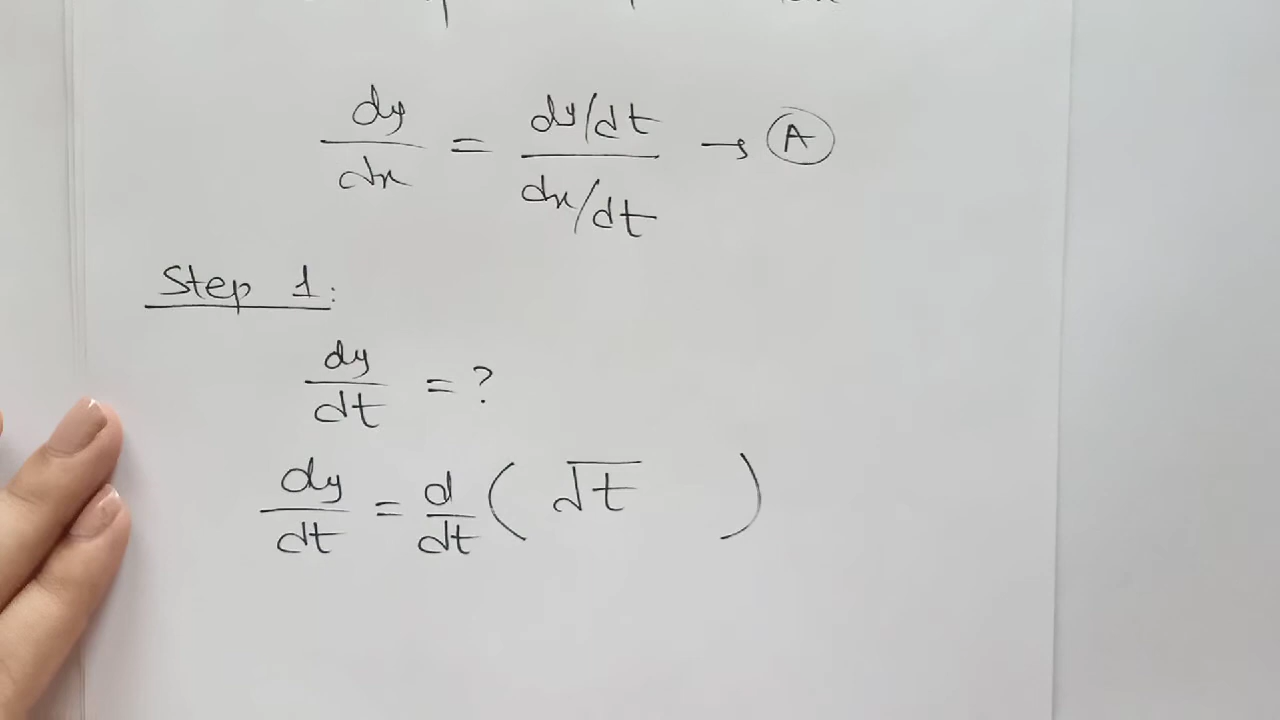 dy/dx = (dy/dt)/(dx/dt) → Ⓐ
Step 1:
dy/dt = ?
dy/dt = d/dt ( √t )